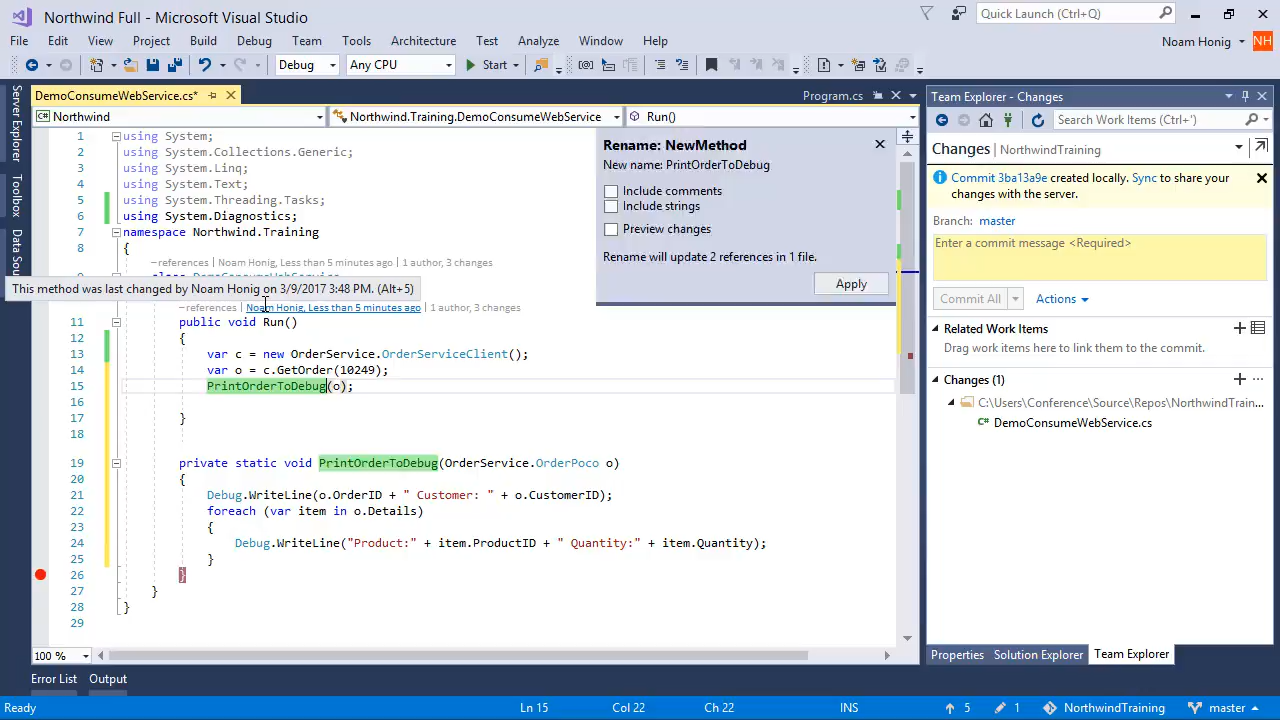 Northwind Full - Microsoft Visual Studio
Quick Launch (Ctrl+Q)
File Edit View Project Build Debug Team Tools Architecture Test Analyze Window Help
Noam Honig NH
Debug Any CPU Start
Server Explorer
Toolbox
Data Sou
DemoConsumeWebService.cs*
Program.cs
Northwind
Northwind.Training.DemoConsumeWebService
Run()
1 using System;
2 using System.Collections.Generic;
3 using System.Linq;
4 using System.Text;
5 using System.Threading.Tasks;
6 using System.Diagnostics;
7 namespace Northwind.Training
8 {
–references | Noam Honig, Less than 5 minutes ago | 1 author, 3 changes
This method was last changed by Noam Honig on 3/9/2017 3:48 PM. (Alt+5)
–references | Noam Honig, Less than 5 minutes ago | 1 author, 3 changes
11 public void Run()
12 {
13 var c = new OrderService.OrderServiceClient();
14 var o = c.GetOrder(10249);
15 PrintOrderToDebug(o);
16
17 }
18
19 private static void PrintOrderToDebug(OrderService.OrderPoco o)
20 {
21 Debug.WriteLine(o.OrderID + " Customer: " + o.CustomerID);
22 foreach (var item in o.Details)
23 {
24 Debug.WriteLine("Product:" + item.ProductID + " Quantity:" + item.Quantity);
25 }
26 }
27 }
28 }
29
Rename: NewMethod
New name: PrintOrderToDebug
Include comments
Include strings
Preview changes
Rename will update 2 references in 1 file.
Apply
100 %
Error List Output
Team Explorer - Changes
Search Work Items (Ctrl+')
Changes | NorthwindTraining
Commit 3ba13a9e created locally. Sync to share your
changes with the server.
Branch: master
Enter a commit message <Required>
Commit All Actions
Related Work Items
Drag work items here to link them to the commit.
Changes (1)
C:\Users\Conference\Source\Repos\NorthwindTrain...
C# DemoConsumeWebService.cs
Properties Solution Explorer Team Explorer
Ready Ln 15 Col 22 Ch 22 INS 5 1 NorthwindTraining master